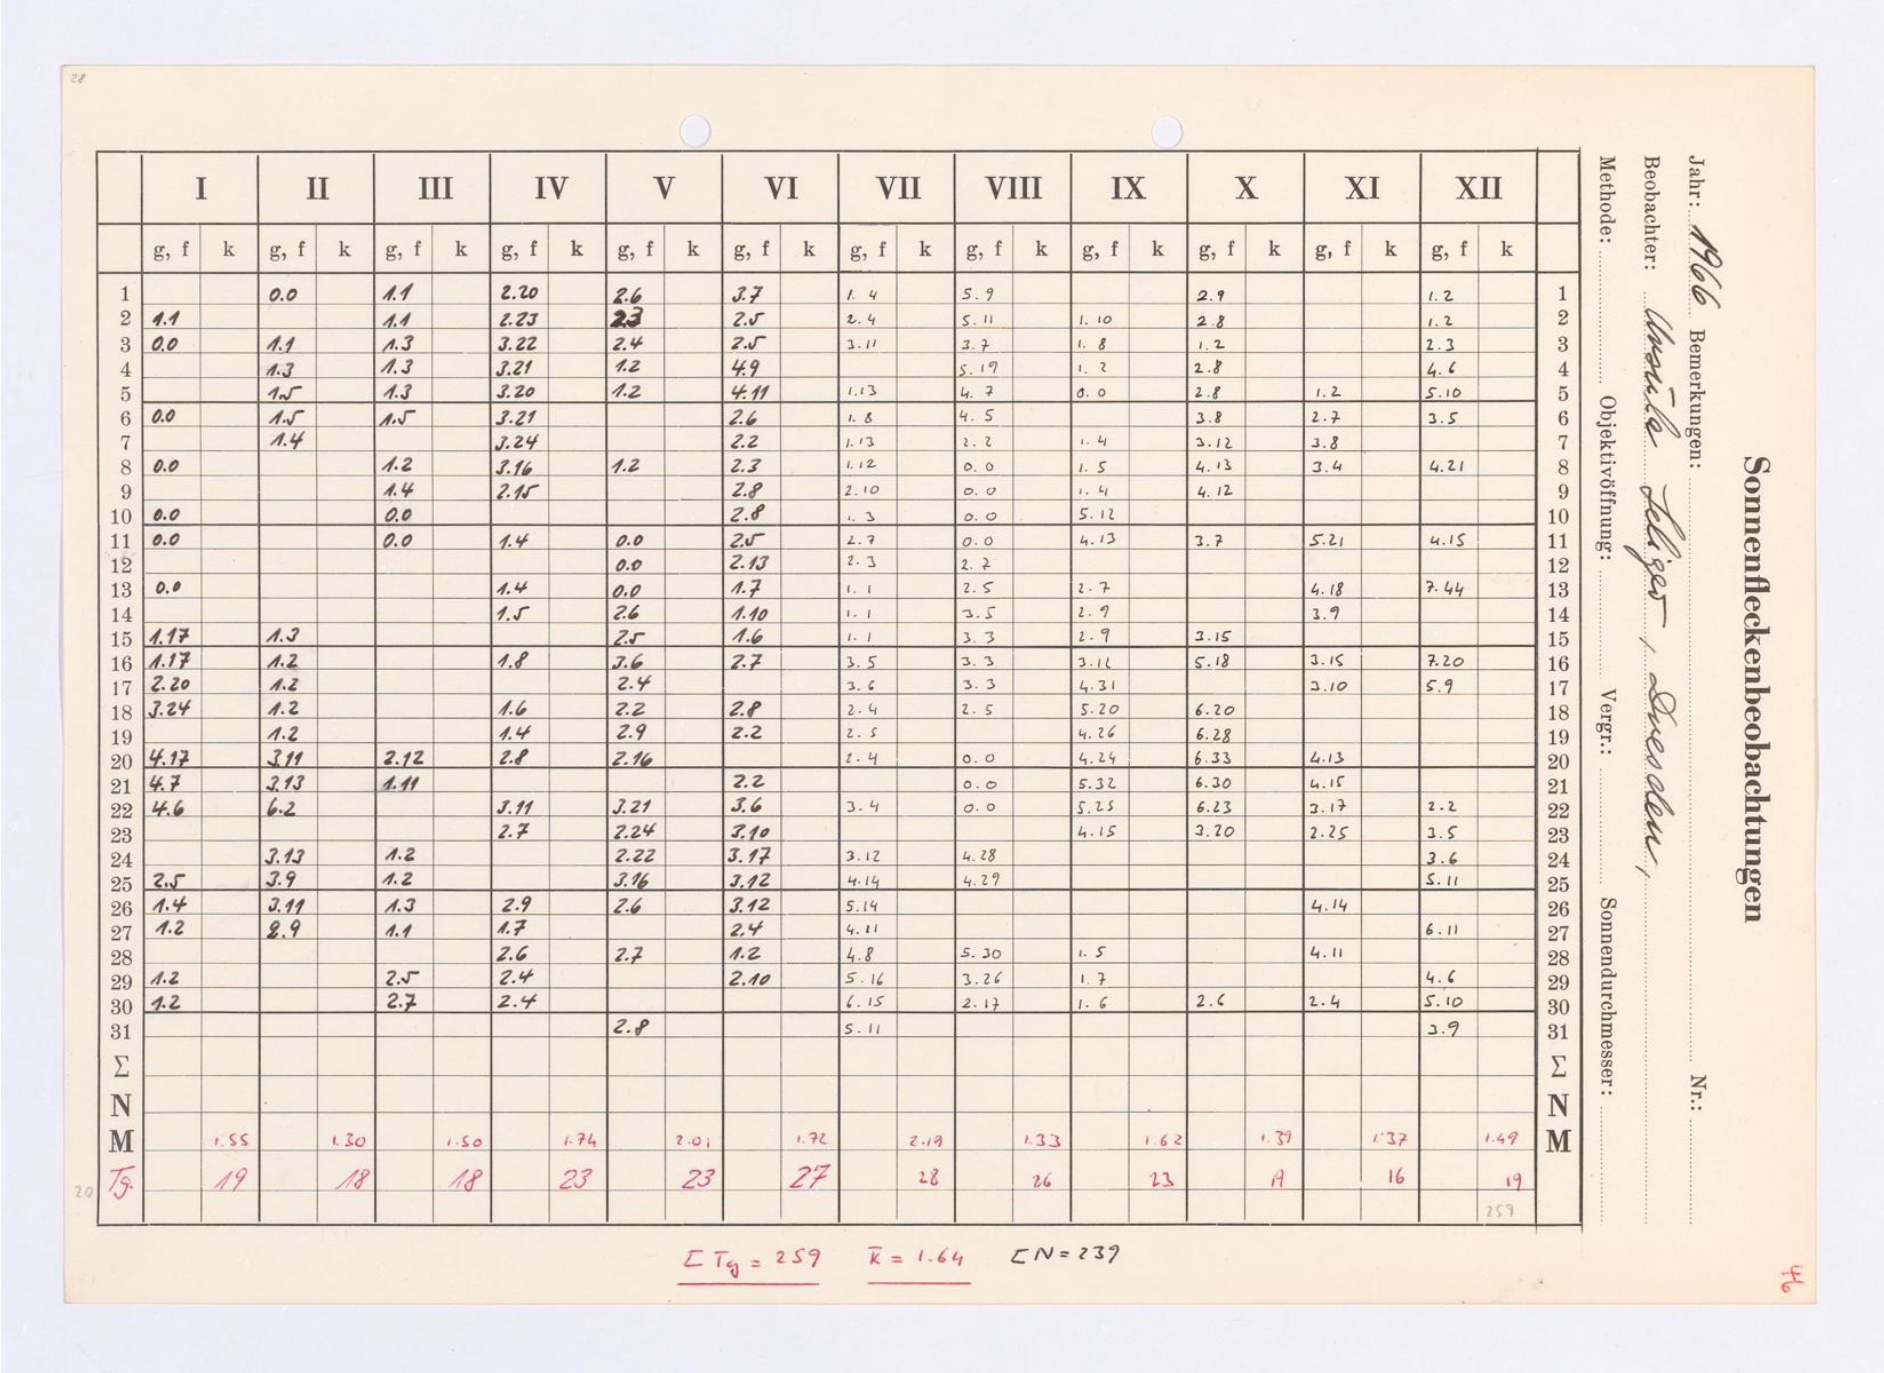 28
I II III IV V VI VII VIII IX X XI XII
g, f k g, f k g, f k g, f k g, f k g, f k g, f k g, f k g, f k g, f k g, f k g, f k
1 0.0 1.1 2.20 2.6 3.7 1.4 5.9 2.9 1.2 1
2 1.1 1.1 2.23 2.3 2.5 2.4 5.11 1.10 2.8 1.2 2
3 0.0 1.1 1.3 3.22 2.4 2.5 3.11 3.7 1.8 1.2 2.3 3
4 1.3 1.3 3.21 1.2 4.9 5.19 1.2 2.8 4.6 4
5 1.5 1.3 3.20 1.2 4.11 1.13 4.7 0.0 2.8 1.2 5.10 5
6 0.0 1.5 1.5 3.21 2.6 1.8 4.5 3.8 2.7 3.5 6
7 1.4 3.24 2.2 1.13 2.2 1.4 3.12 3.8 7
8 0.0 1.2 3.16 1.2 2.3 1.12 0.0 1.5 4.13 3.4 4.21 8
9 1.4 2.15 2.8 2.10 0.0 1.4 4.12 9
10 0.0 0.0 2.8 1.3 0.0 5.12 10
11 0.0 0.0 1.4 0.0 2.5 2.7 0.0 4.13 3.7 5.21 4.15 11
12 0.0 2.13 2.3 2.2 12
13 0.0 1.4 0.0 1.7 1.1 2.5 2.7 4.18 7.44 13
14 1.5 2.6 1.10 1.1 3.5 2.9 3.9 14
15 1.17 1.3 2.5 1.6 1.1 3.3 2.9 3.15 15
16 1.17 1.2 1.8 3.6 2.7 3.5 3.3 3.12 5.18 3.15 7.20 16
17 2.20 1.2 2.4 3.6 3.3 4.31 3.10 5.9 17
18 3.24 1.2 1.6 2.2 2.8 2.4 2.5 5.20 6.20 18
19 1.2 1.4 2.9 2.2 2.5 4.26 6.28 19
20 4.17 3.11 2.12 2.8 2.16 2.4 0.0 4.24 6.33 4.13 20
21 4.7 3.13 1.11 2.2 0.0 5.32 6.30 4.15 21
22 4.6 6.2 3.11 3.21 3.6 3.4 0.0 5.25 6.23 3.17 2.2 22
23 2.7 2.24 3.10 4.15 3.20 2.25 3.5 23
24 3.13 1.2 2.22 3.17 3.12 4.28 3.6 24
25 2.5 3.9 1.2 3.16 3.12 4.14 4.29 5.11 25
26 1.4 3.11 1.3 2.9 2.6 3.12 5.14 4.14 26
27 1.2 2.9 1.1 1.7 2.4 4.11 6.11 27
28 2.6 2.7 1.2 4.8 5.30 1.5 4.11 28
29 1.2 2.5 2.4 2.10 5.16 3.26 1.7 4.6 29
30 1.2 2.7 2.4 6.15 2.17 1.6 2.6 2.4 5.10 30
31 2.8 5.11 3.9 31
Σ Σ
N N
M 1.55 1.30 1.50 1.74 2.01 1.72 2.19 1.33 1.62 1.39 1.37 1.49 M
20 Tg. 19 18 18 23 23 27 28 26 23 19 16 19
259
Σ Tg = 259 k̄ = 1.64 Σ N = 239
Sonnenfleckenbeobachtungen
Jahr: 1966 Bemerkungen: Nr.:
Beobachter: Ursula Seliger, Dresden,
Methode: Objektivöffnung: Vergr.: Sonnendurchmesser: